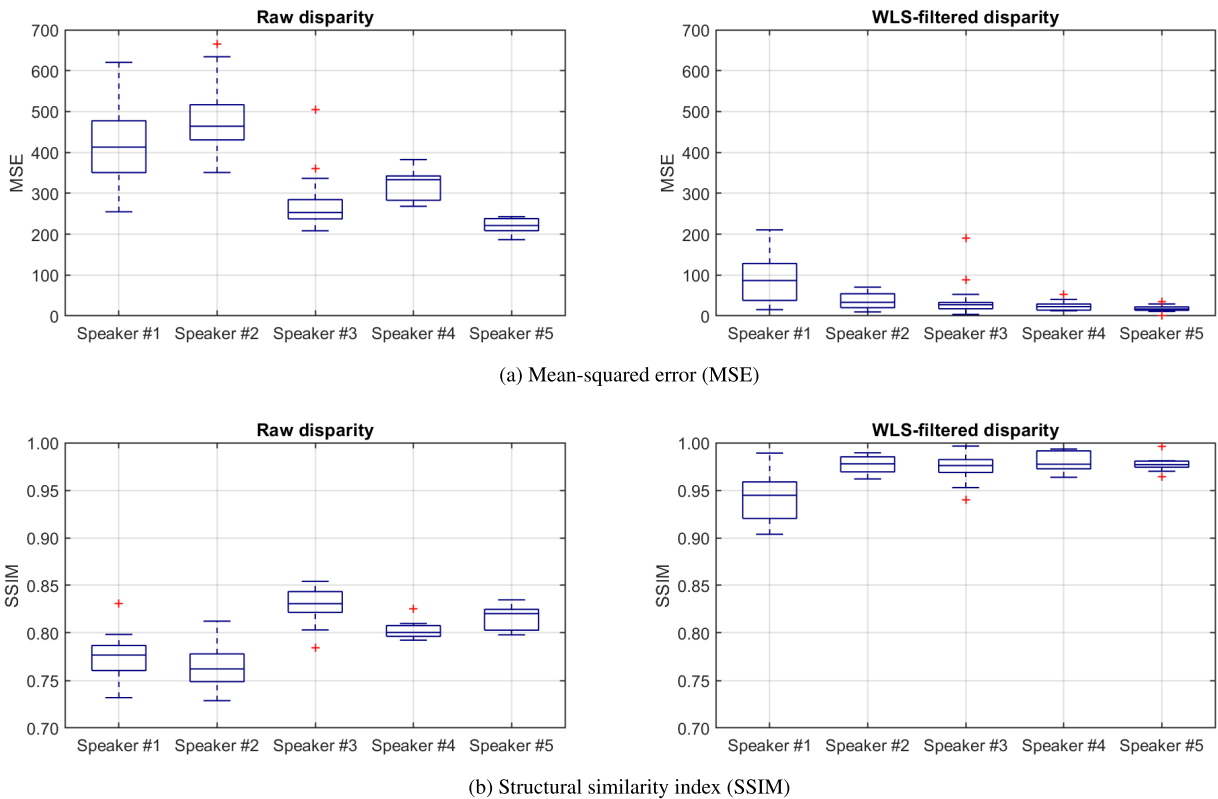 Raw disparity
700
600
500
400
300
200
100
0
MSE
Speaker #1 Speaker #2 Speaker #3 Speaker #4 Speaker #5
WLS-filtered disparity
700
600
500
400
300
200
100
0
MSE
Speaker #1 Speaker #2 Speaker #3 Speaker #4 Speaker #5
(a) Mean-squared error (MSE)
Raw disparity
1.00
0.95
0.90
0.85
0.80
0.75
0.70
SSIM
Speaker #1 Speaker #2 Speaker #3 Speaker #4 Speaker #5
WLS-filtered disparity
1.00
0.95
0.90
0.85
0.80
0.75
0.70
SSIM
Speaker #1 Speaker #2 Speaker #3 Speaker #4 Speaker #5
(b) Structural similarity index (SSIM)